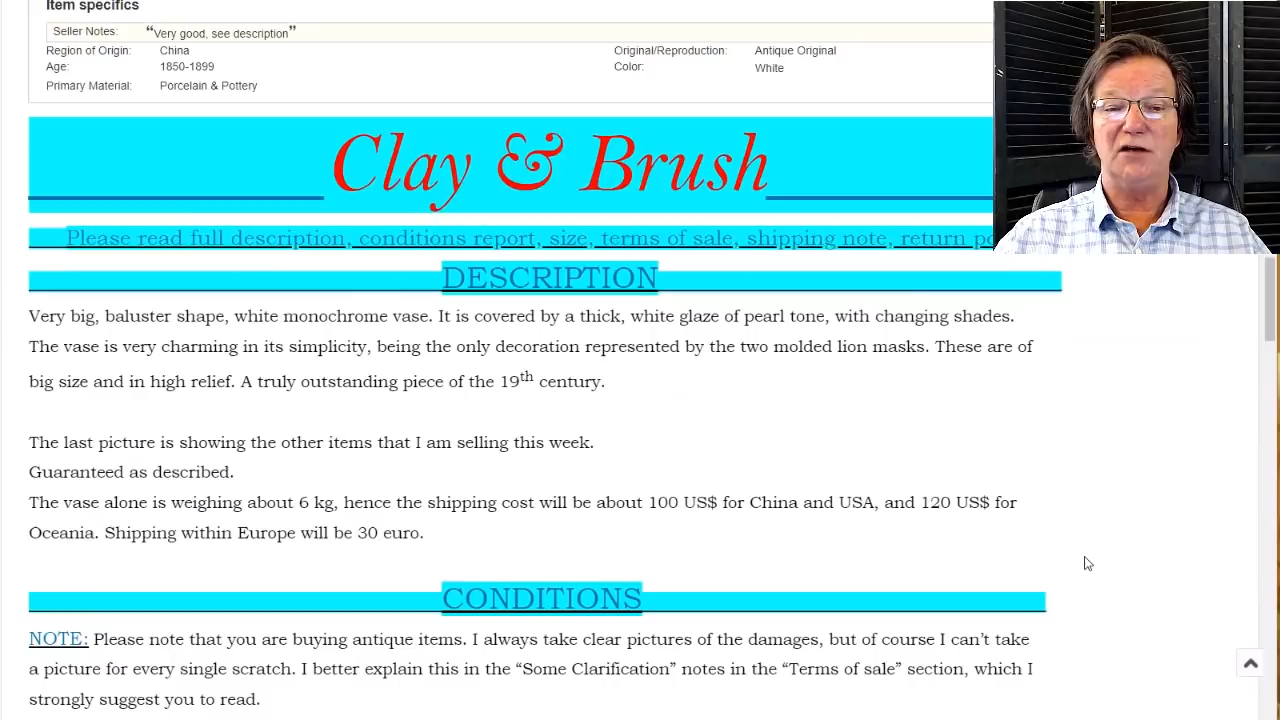 Item specifics
Seller Notes: “Very good, see description”
Region of Origin: China Original/Reproduction: Antique Original
Age: 1850-1899 Color: White
Primary Material: Porcelain & Pottery
Clay & Brush
Please read full description, conditions report, size, terms of sale, shipping note, return
DESCRIPTION
Very big, baluster shape, white monochrome vase. It is covered by a thick, white glaze of pearl tone, with changing shades.
The vase is very charming in its simplicity, being the only decoration represented by the two molded lion masks. These are of
big size and in high relief. A truly outstanding piece of the 19th century.
The last picture is showing the other items that I am selling this week.
Guaranteed as described.
The vase alone is weighing about 6 kg, hence the shipping cost will be about 100 US$ for China and USA, and 120 US$ for
Oceania. Shipping within Europe will be 30 euro.
CONDITIONS
NOTE: Please note that you are buying antique items. I always take clear pictures of the damages, but of course I can’t take
a picture for every single scratch. I better explain this in the “Some Clarification” notes in the “Terms of sale” section, which I
strongly suggest you to read.